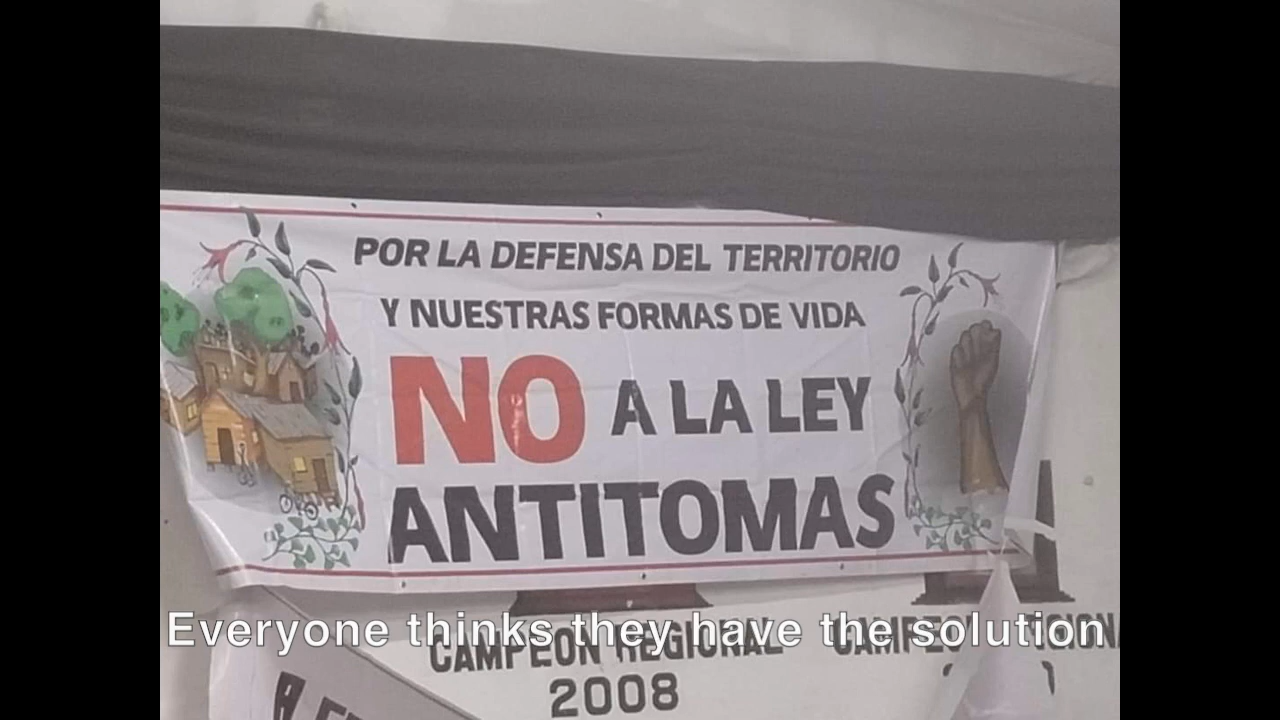 POR LA DEFENSA DEL TERRITORIO
Y NUESTRAS FORMAS DE VIDA
NO A LA LEY
ANTITOMAS
Everyone thinks they have the solution
CAMPEON REGIONAL
2008